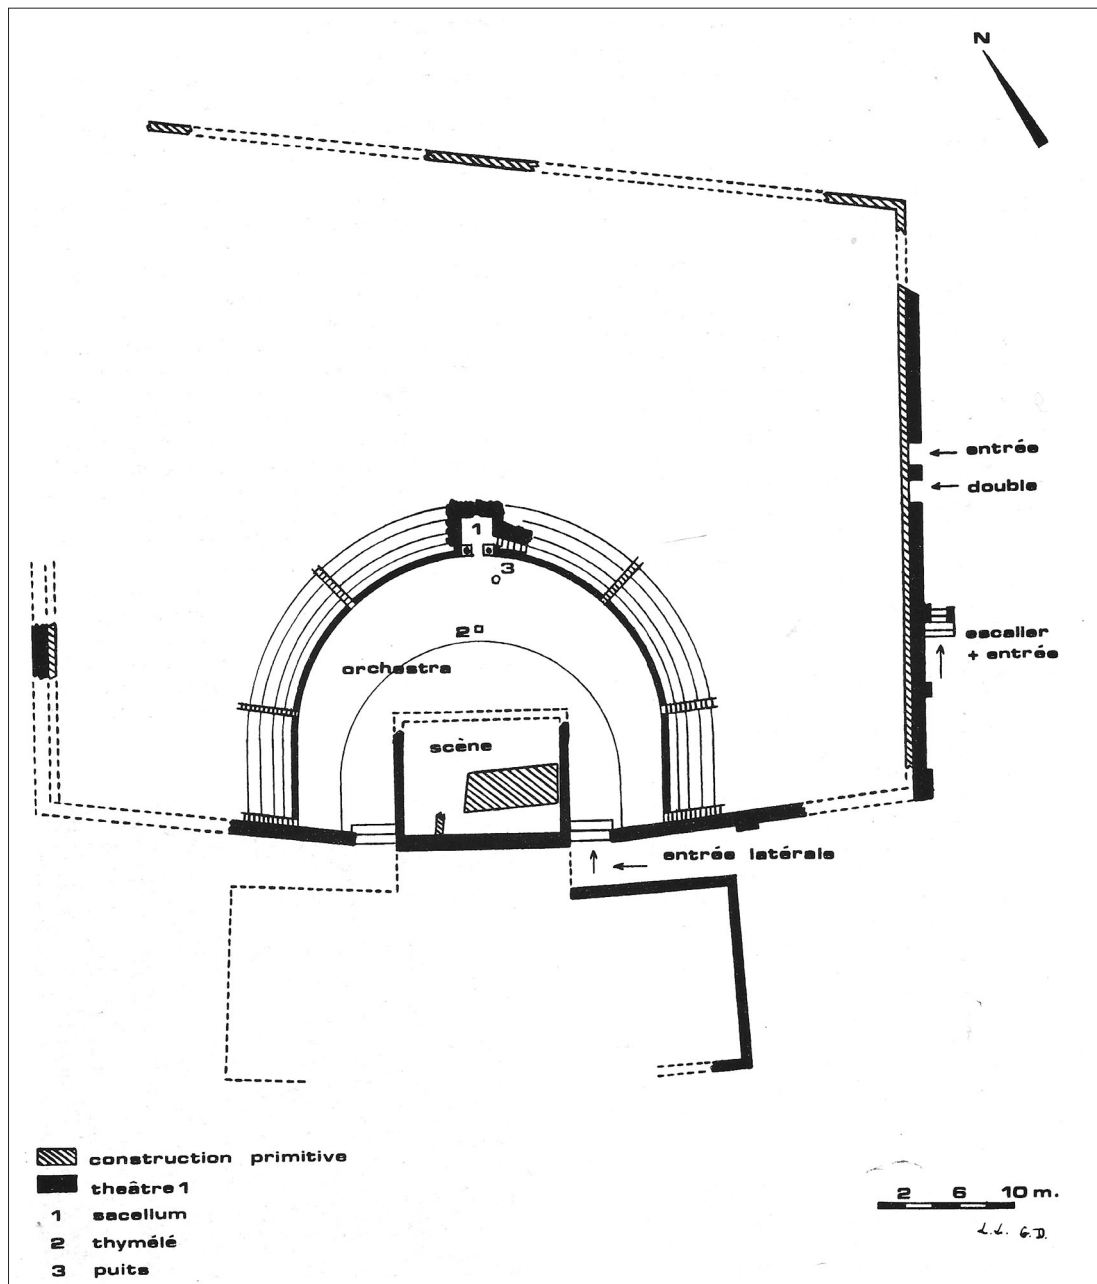 N
entrée
double
1
3
2
escalier
+ entrée
orchestra
scène
entrée latérale
construction primitive
theâtre 1
1 sacellum
2 thymélé
3 puits
2 6 10 m.
L.L. G.D.